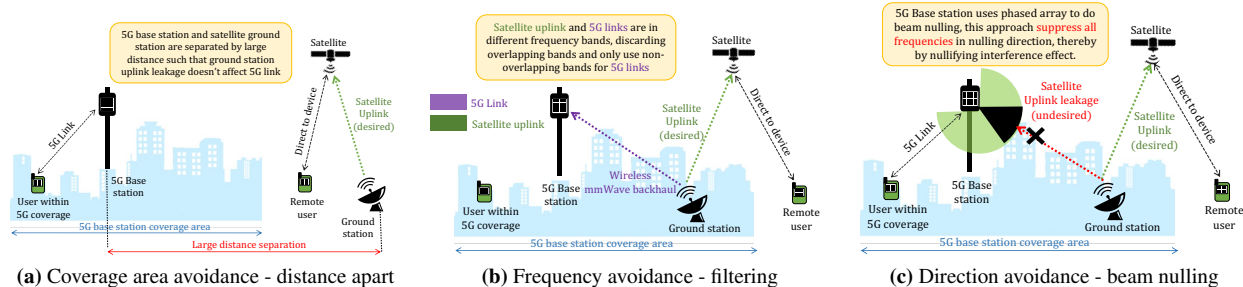 5G base station and satellite ground
station are separated by large
distance such that ground station
uplink leakage doesn't affect 5G link
Satellite
5G Link
Direct to device
Satellite
Uplink
(desired)
User within
5G coverage
5G Base
station
Remote
user
Ground
station
5G base station coverage area
Large distance separation
(a) Coverage area avoidance - distance apart
Satellite uplink and 5G links are in
different frequency bands, discarding
overlapping bands and only use non-
overlapping bands for 5G links
Satellite
5G Link
Satellite uplink
Satellite
Uplink
(desired)
Direct to device
Wireless
mmWave backhaul
User within
5G coverage
5G Base
station
Ground station
Remote
user
5G base station coverage area
(b) Frequency avoidance - filtering
5G Base station uses phased array to do
beam nulling, this approach suppress all
frequencies in nulling direction, thereby
by nullifying interference effect.
Satellite
Satellite
Uplink leakage
(undesired)
5G Link
Satellite
Uplink
(desired)
Direct to device
User within
5G coverage
5G Base
station
Ground station
Remote
user
5G base station coverage area
(c) Direction avoidance - beam nulling